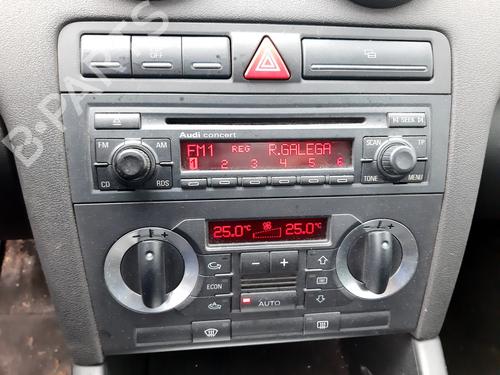 B-PARTS
OFF
Audi concert
SEEK
FM AM
CD RDS
FM1 REG R.GALEGA
1 2 3 4 5 6
SCAN TP
TONE MENU
25.0°C 25.0°C
- +
- +
ECON - +
AUTO